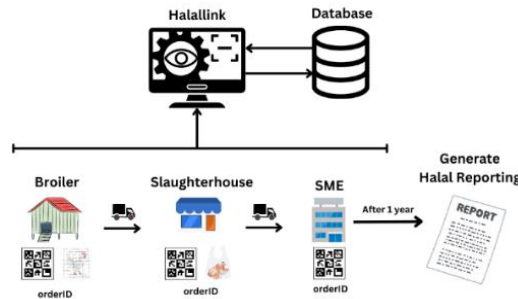 Halallink
Database
Broiler
Slaughterhouse
SME
Generate
Halal Reporting
After 1 year
REPORT
orderID
orderID
orderID